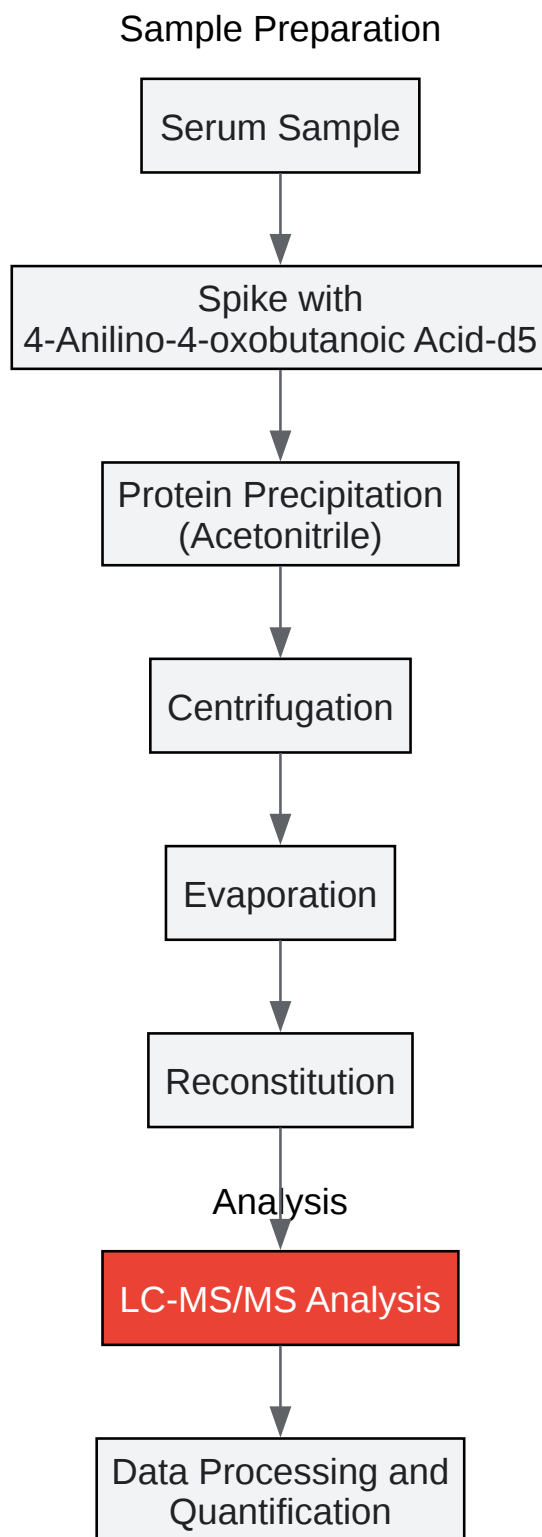 Sample Preparation
Serum Sample
Spike with
4-Anilino-4-oxobutanoic Acid-d5
Protein Precipitation
(Acetonitrile)
Centrifugation
Evaporation
Reconstitution
Analysis
LC-MS/MS Analysis
Data Processing and
Quantification